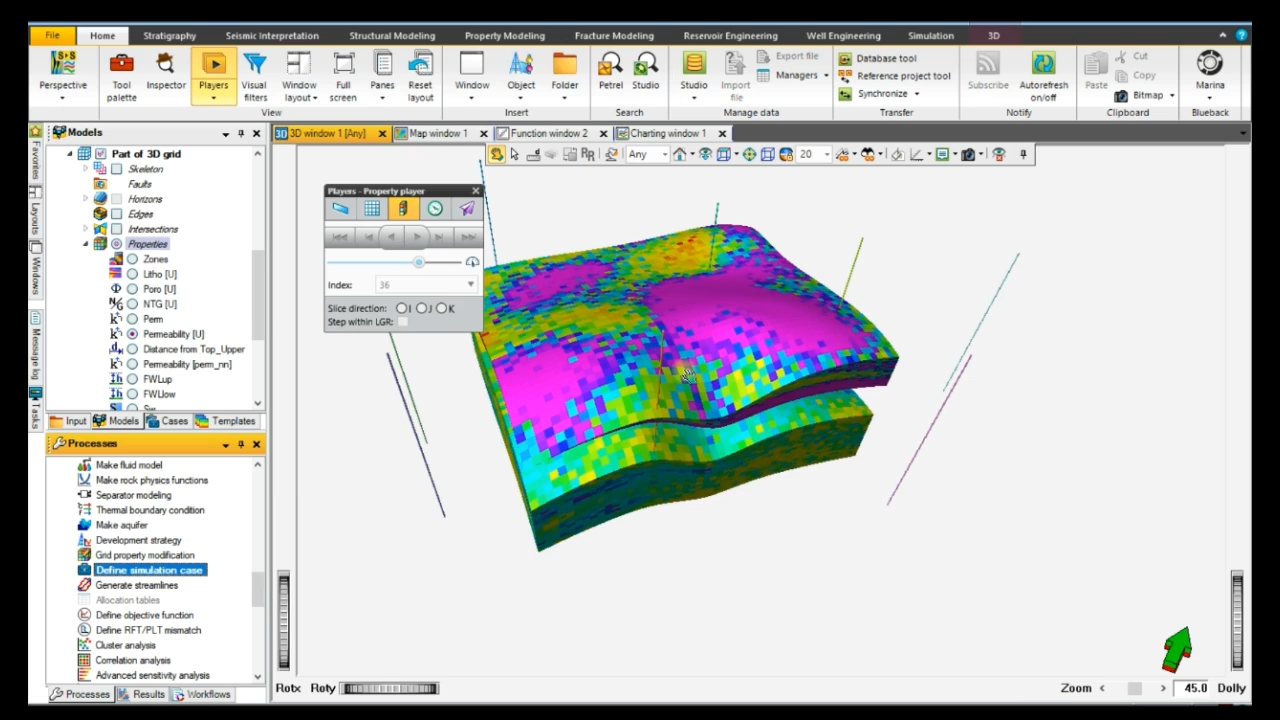 File Home Stratigraphy Seismic Interpretation Structural Modeling Property Modeling Fracture Modeling Reservoir Engineering Well Engineering Simulation 3D
Perspective
Tool palette
Inspector
Players
Visual filters
Window layout
Full screen
Panes
Reset layout
View
Window
Object
Folder
Insert
Petrel
Studio
Search
Studio
Import file
Export file
Managers
Manage data
Database tool
Reference project tool
Synchronize
Transfer
Subscribe
Autorefresh on/off
Notify
Paste
Cut
Copy
Bitmap
Clipboard
Marina
Blueback
Favorites
Layouts
Windows
Message log
Tasks
Models
Part of 3D grid
Skeleton
Faults
Horizons
Edges
Intersections
Properties
Zones
Litho [U]
Poro [U]
NTG [U]
Perm
Permeability [U]
Distance from Top_Upper
Permeability [perm_nn]
FWLup
FWLlow
Input Models Cases Templates
Processes
Make fluid model
Make rock physics functions
Separator modeling
Thermal boundary condition
Make aquifer
Development strategy
Grid property modification
Define simulation case
Generate streamlines
Allocation tables
Define objective function
Define RFT/PLT mismatch
Cluster analysis
Correlation analysis
Advanced sensitivity analysis
Processes Results Workflows
3D window 1 [Any] Map window 1 Function window 2 Charting window 1
Any 20
Players - Property player
Index: 36
Slice direction: I J K
Step within LGR:
Rotx Roty Zoom 45.0 Dolly